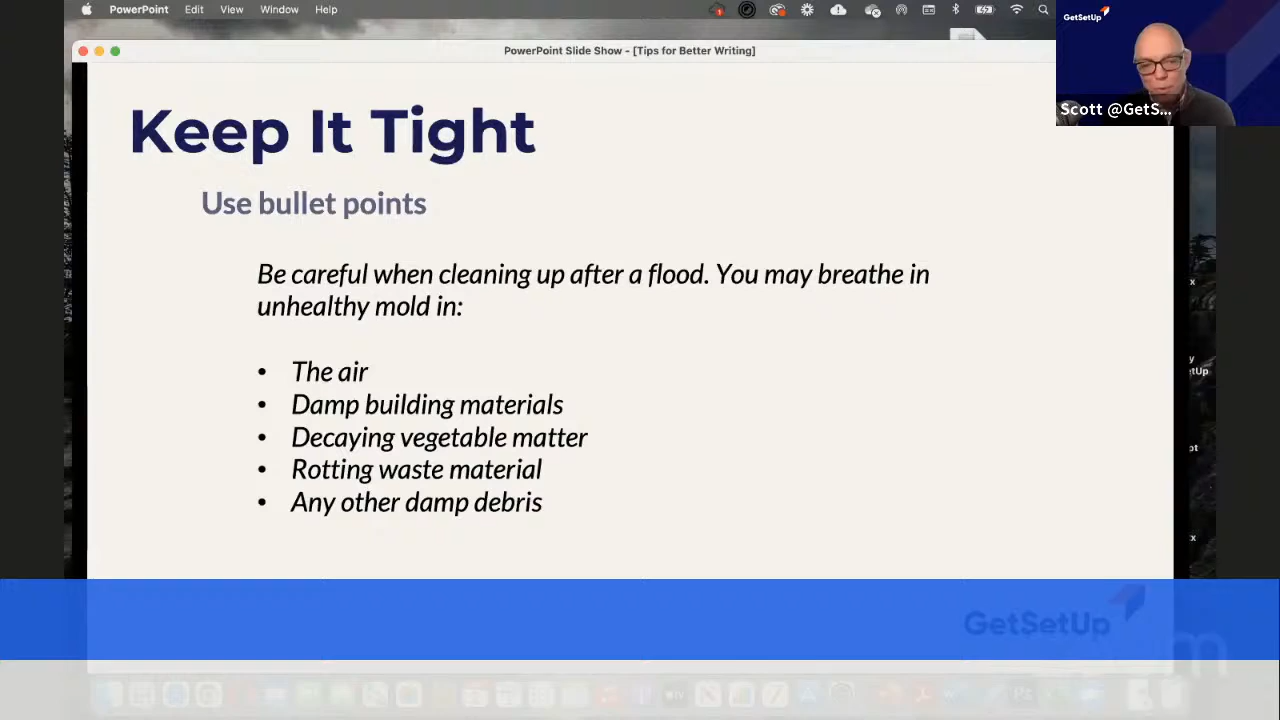 PowerPoint Edit View Window Help
PowerPoint Slide Show - [Tips for Better Writing]
GetSetUp
Scott @GetS...
Keep It Tight
Use bullet points
Be careful when cleaning up after a flood. You may breathe in
unhealthy mold in:
• The air
• Damp building materials
• Decaying vegetable matter
• Rotting waste material
• Any other damp debris
GetSetUp